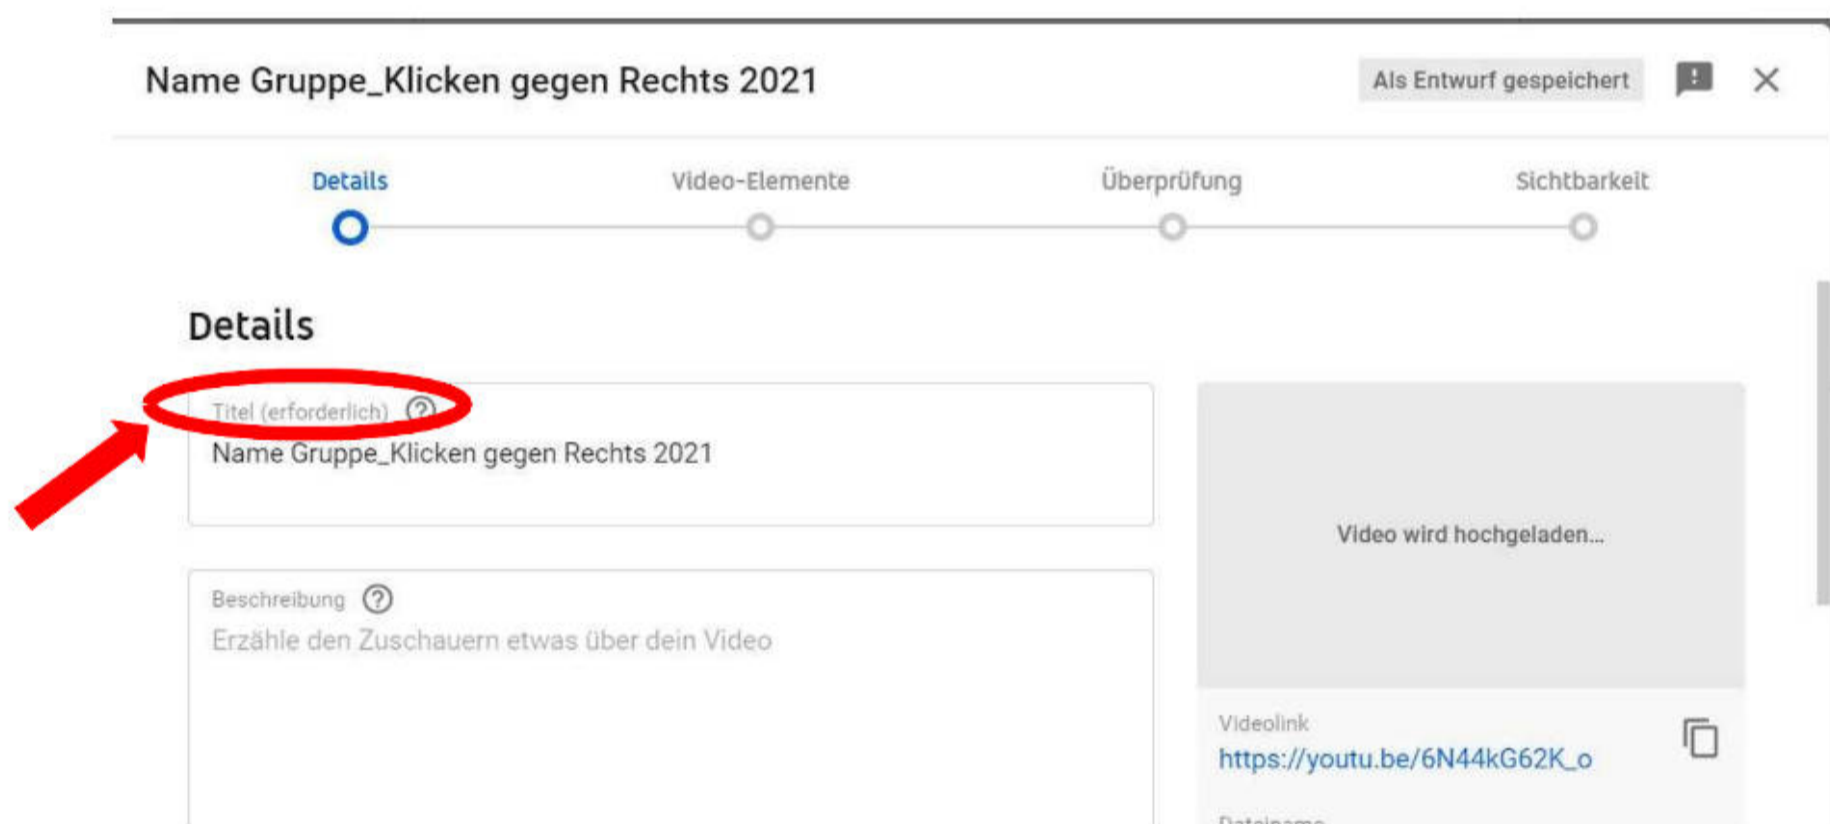 Name Gruppe_Klicken gegen Rechts 2021
Als Entwurf gespeichert
Details
Video-Elemente
Überprüfung
Sichtbarkeit
Details
Titel (erforderlich)
Name Gruppe_Klicken gegen Rechts 2021
Beschreibung
Erzähle den Zuschauern etwas über dein Video
Video wird hochgeladen...
Videolink
https://youtu.be/6N44kG62K_o
Dateiname